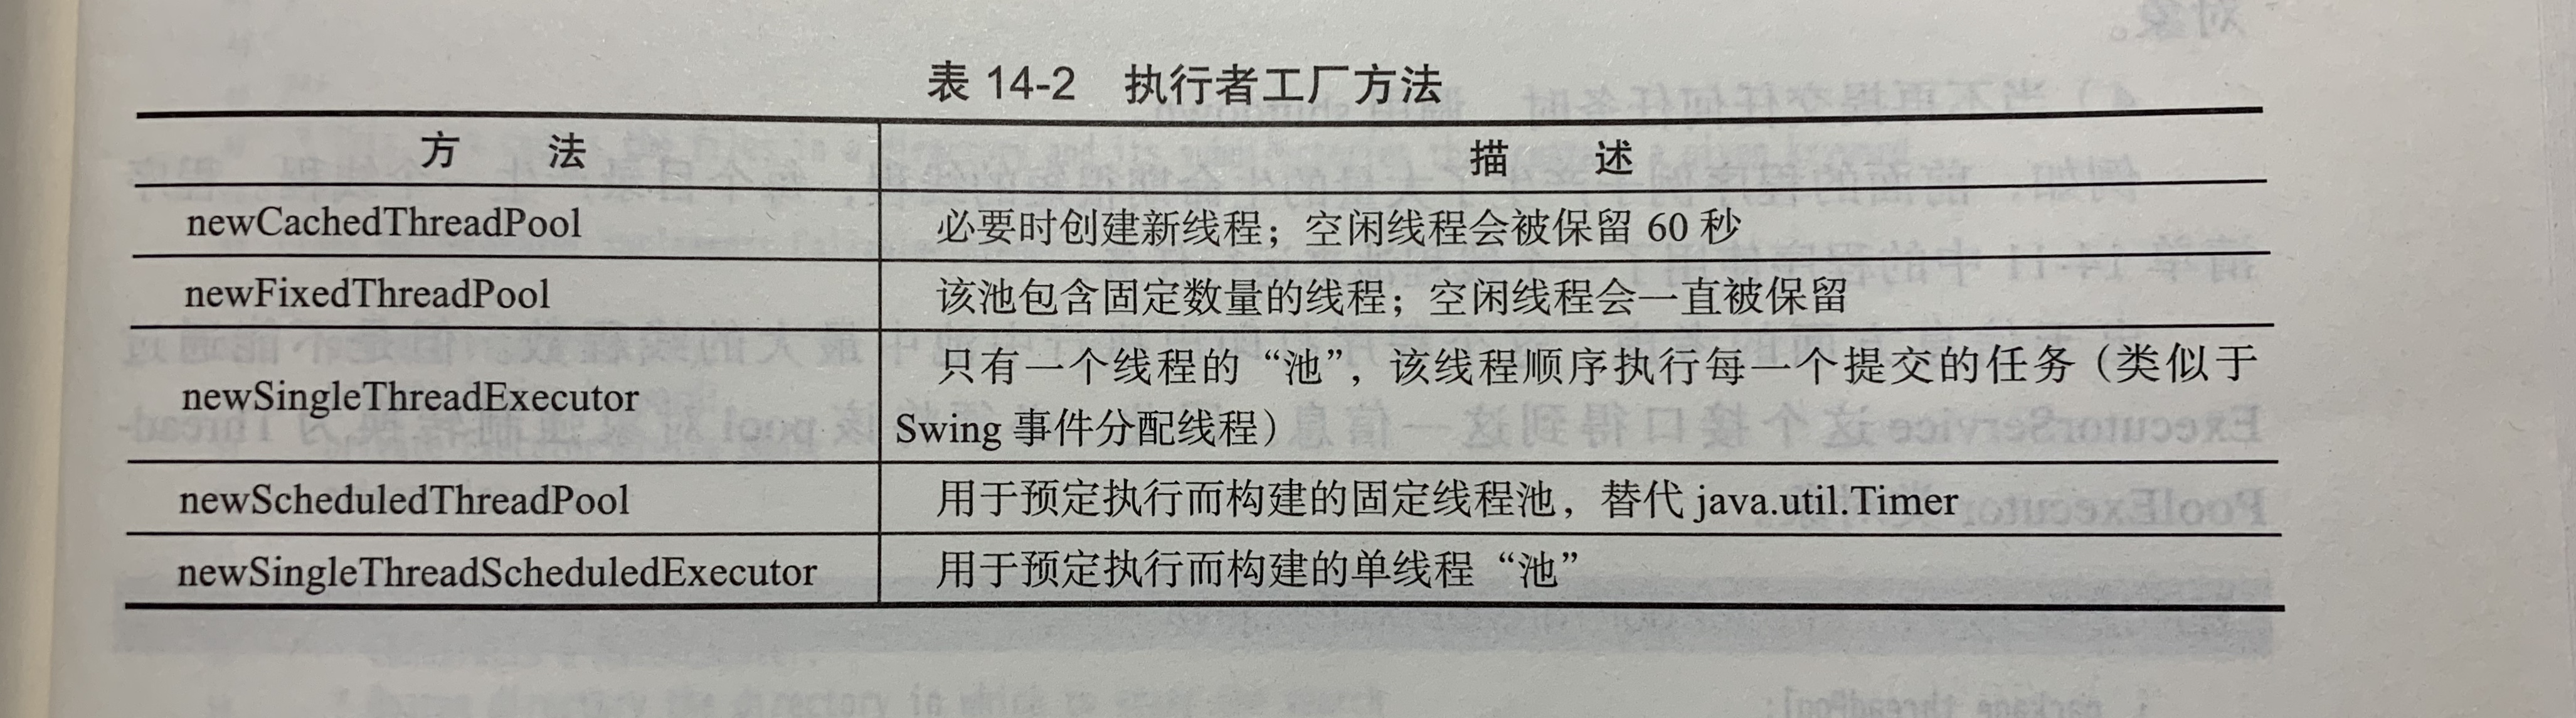 表 14-2 执行者工厂方法
方 法 描 述
newCachedThreadPool 必要时创建新线程；空闲线程会被保留 60 秒
newFixedThreadPool 该池包含固定数量的线程；空闲线程会一直被保留
newSingleThreadExecutor 只有一个线程的“池”，该线程顺序执行每一个提交的任务（类似于
Swing 事件分配线程）
newScheduledThreadPool 用于预定执行而构建的固定线程池，替代 java.util.Timer
newSingleThreadScheduledExecutor 用于预定执行而构建的单线程“池”